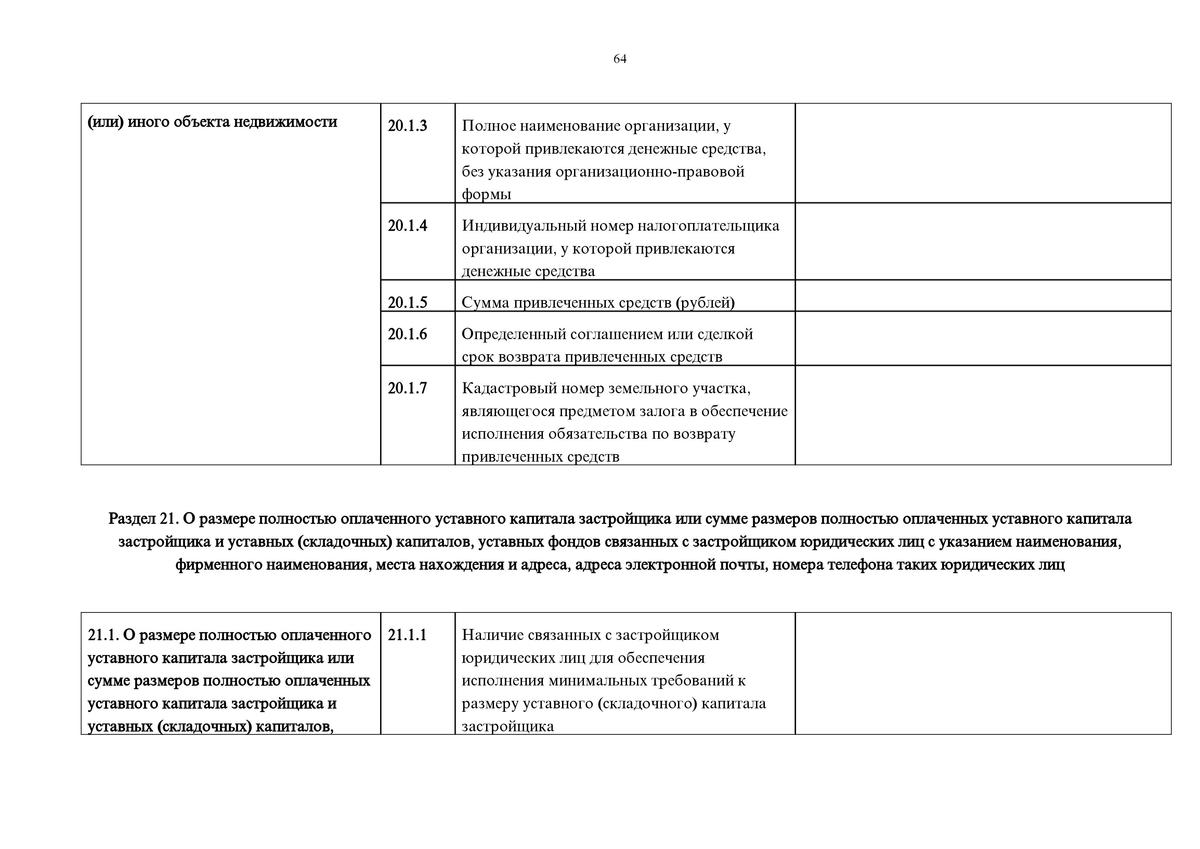 64
(или) иного объекта недвижимости
20.1.3
Полное наименование организации, у
которой привлекаются денежные средства,
без указания организационно-правовой
формы
20.1.4
Индивидуальный номер налогоплательщика
организации, у которой привлекаются
денежные средства
20.1.5
Сумма привлеченных средств (рублей)
20.1.6
Определенный соглашением или сделкой
срок возврата привлеченных средств
20.1.7
Кадастровый номер земельного участка,
являющегося предметом залога в обеспечение
исполнения обязательства по возврату
привлеченных средств
Раздел 21. О размере полностью оплаченного уставного капитала застройщика или сумме размеров полностью оплаченных уставного капитала
застройщика и уставных (складочных) капиталов, уставных фондов связанных с застройщиком юридических лиц с указанием наименования,
фирменного наименования, места нахождения и адреса, адреса электронной почты, номера телефона таких юридических лиц
21.1. О размере полностью оплаченного
уставного капитала застройщика или
сумме размеров полностью оплаченных
уставного капитала застройщика и
уставных (складочных) капиталов,
21.1.1
Наличие связанных с застройщиком
юридических лиц для обеспечения
исполнения минимальных требований к
размеру уставного (складочного) капитала
застройщика